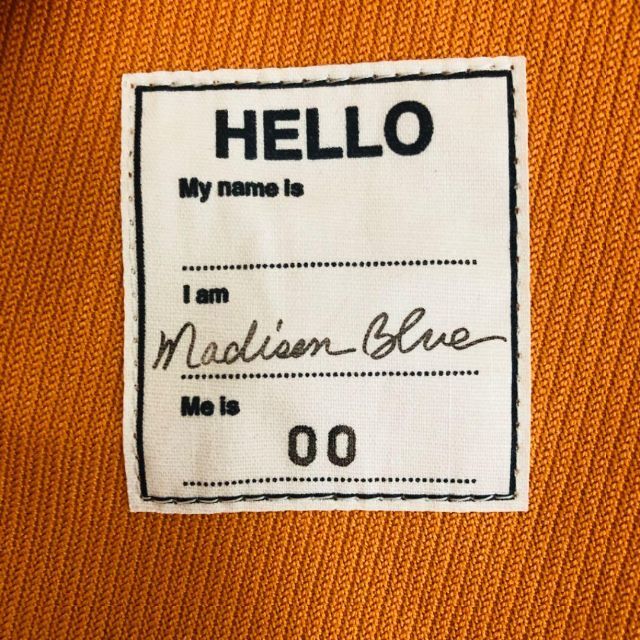 HELLO
My name is
I am
Madison Blue
Me is
00